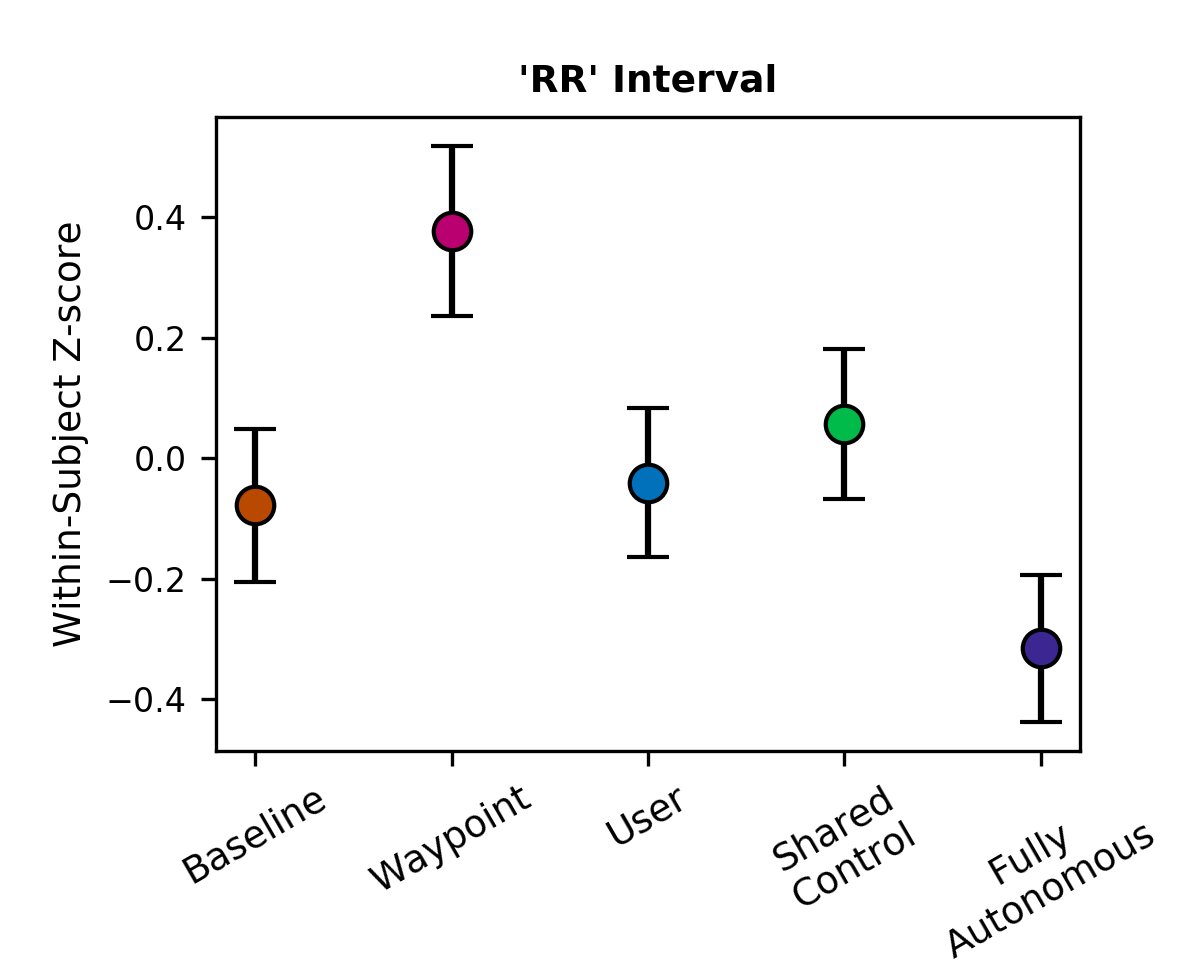 'RR' Interval
Within-Subject Z-score
0.4
0.2
0.0
−0.2
−0.4
Baseline
Waypoint
User
Shared
Control
Fully
Autonomous